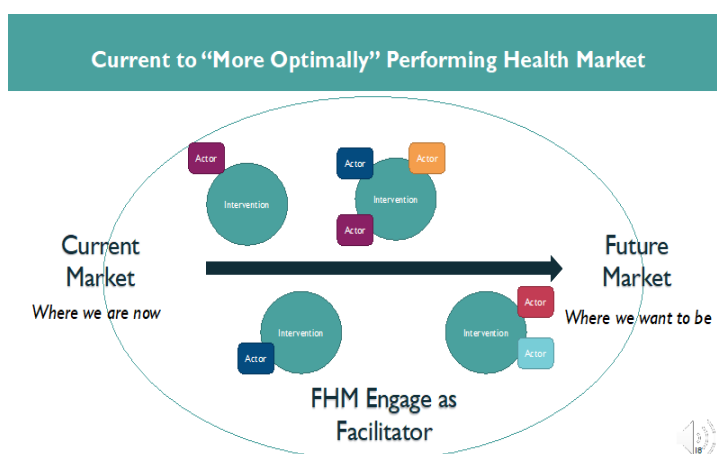 Current to “More Optimally” Performing Health Market
Actor
Intervention
Actor
Actor
Intervention
Actor
Current
Market
Where we are now
Future
Market
Where we want to be
Intervention
Actor
Intervention
Actor
Actor
FHM Engage as
Facilitator
18